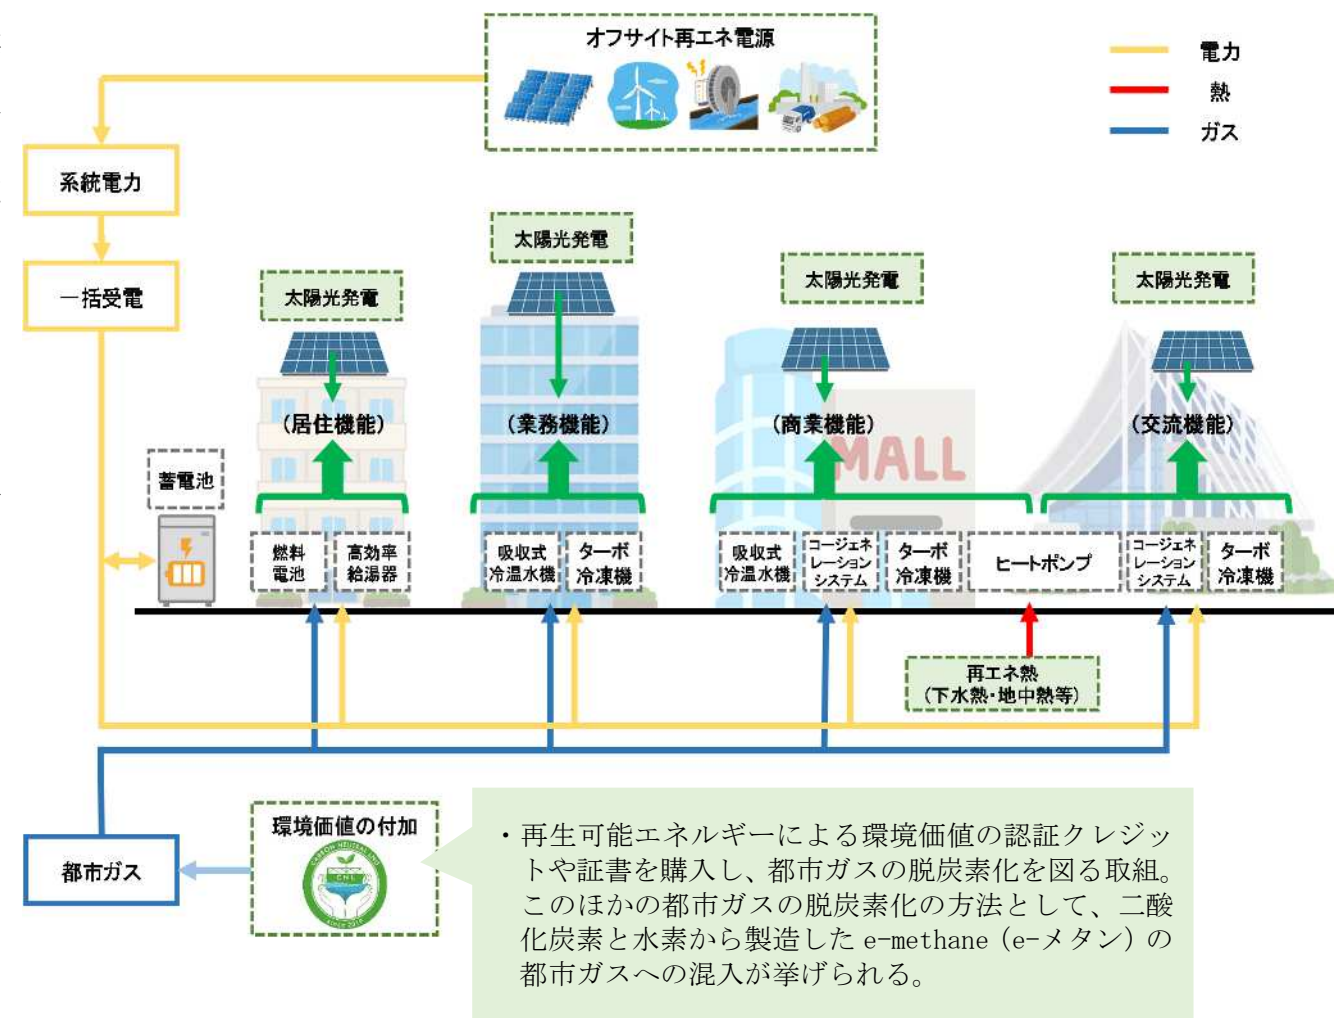 オフサイト再エネ電源
電力
熱
ガス
系統電力
一括受電
太陽光発電
太陽光発電
太陽光発電
太陽光発電
(居住機能)
(業務機能)
(商業機能)
(交流機能)
MALL
蓄電池
燃料
電池
高効率
給湯器
吸収式
冷温水機
ターボ
冷凍機
吸収式
冷温水機
コージェネ
レーション
システム
ターボ
冷凍機
ヒートポンプ
コージェネ
レーション
システム
ターボ
冷凍機
再エネ熱
(下水熱・地中熱等)
都市ガス
環境価値の付加
CARBON NEUTRAL LNG
CNL
・再生可能エネルギーによる環境価値の認証クレジッ
トや証書を購入し、都市ガスの脱炭素化を図る取組。
このほかの都市ガスの脱炭素化の方法として、二酸
化炭素と水素から製造した e-methane（e-メタン）の
都市ガスへの混入が挙げられる。